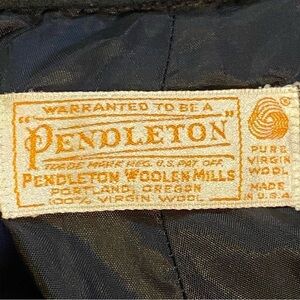 "WARRANTED TO BE A
PENDLETON"
TRADE MARK REG. U.S. PAT. OFF.
PENDLETON WOOLEN MILLS
PORTLAND, OREGON
100% VIRGIN WOOL
PURE
VIRGIN
WOOL
MADE
IN U.S.A.